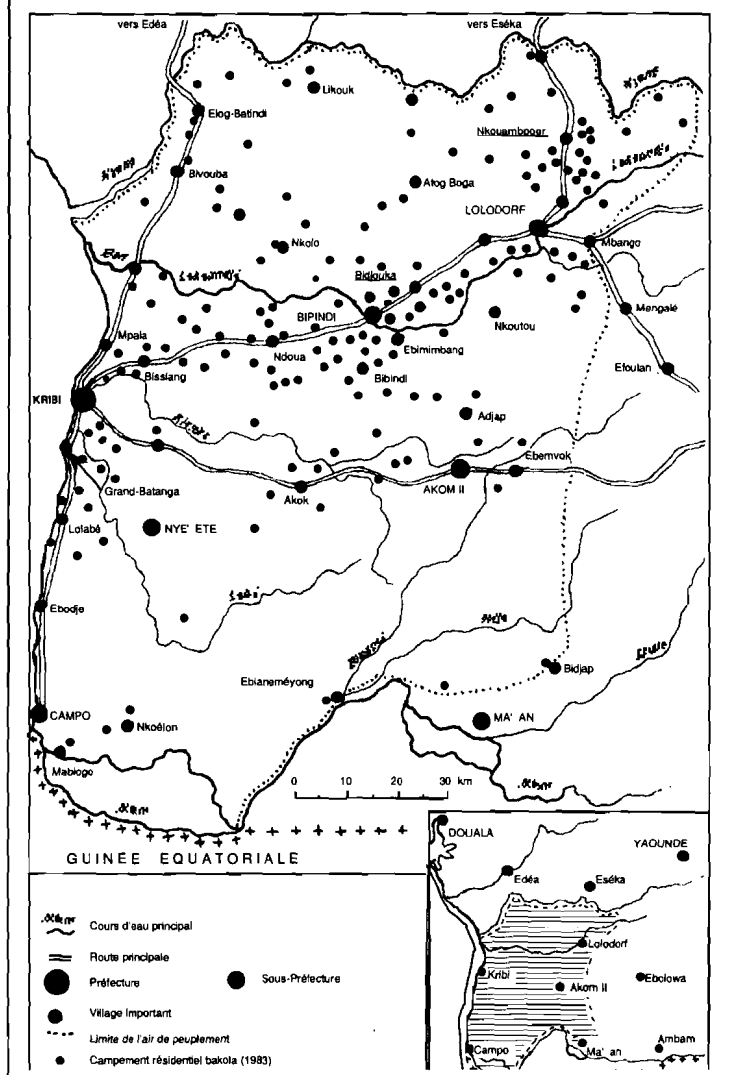 vers Edéa
vers Eséka
Likouk
Elog-Batindi
Nkouambpoer
Bivouba
Atog Boga
LOLODORF
Nkolo
Mbango
Bidjouka
BIPINDI
Mengalé
Nkoutou
Mpala
Ebimimbang
Ndoua
Efoulan
Bissiang
Bibindi
KRIBI
Adjap
Ebemvok
Grand-Batanga
Akok
AKOM II
Lolabé
NYE' ETE
Ebodje
Bidjap
Ebianeméyong
CAMPO
MA' AN
Nkoélon
Mabiogo
0 10 20 30 km
GUINÉE EQUATORIALE
DOUALA
YAOUNDE
Edéa
Eséka
Lolodorf
Kribi
Ebolowa
Akom II
Campo
Ma' an
Ambam
Cours d'eau principal
Route principale
Préfecture
Sous-Préfecture
Village Important
Limite de l'air de peuplement
Campement résidentiel bakola (1983)